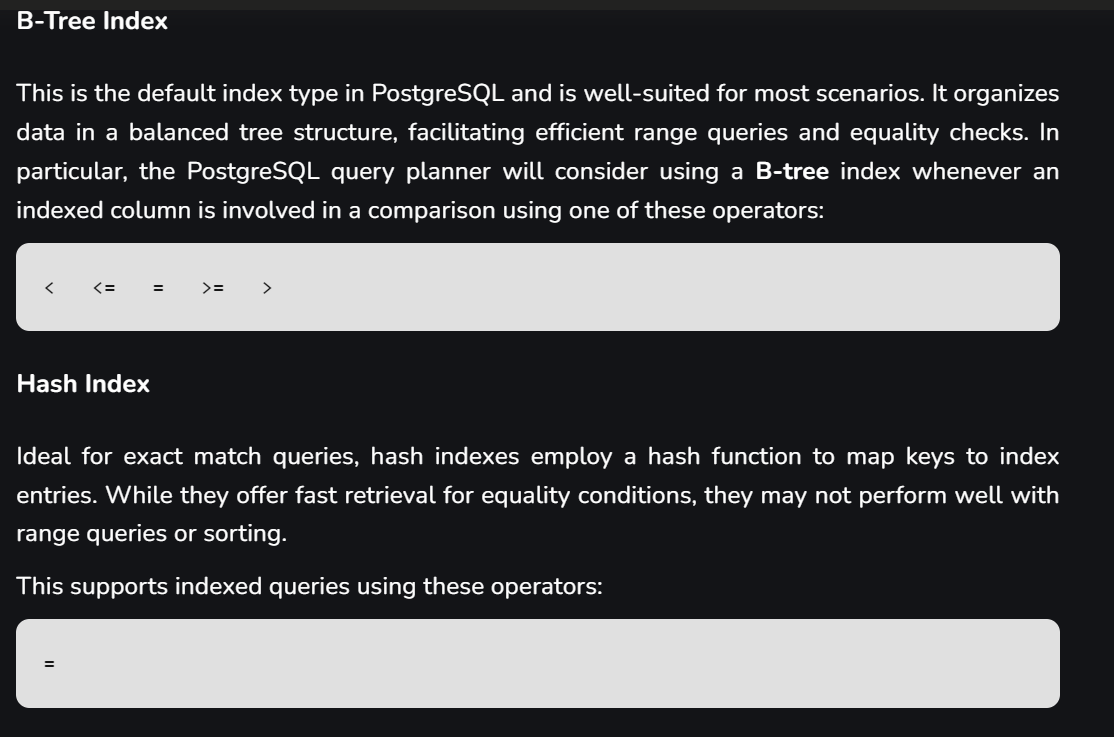 B-Tree Index
This is the default index type in PostgreSQL and is well-suited for most scenarios. It organizes
data in a balanced tree structure, facilitating efficient range queries and equality checks. In
particular, the PostgreSQL query planner will consider using a B-tree index whenever an
indexed column is involved in a comparison using one of these operators:
< <= = >= >
Hash Index
Ideal for exact match queries, hash indexes employ a hash function to map keys to index
entries. While they offer fast retrieval for equality conditions, they may not perform well with
range queries or sorting.
This supports indexed queries using these operators:
=